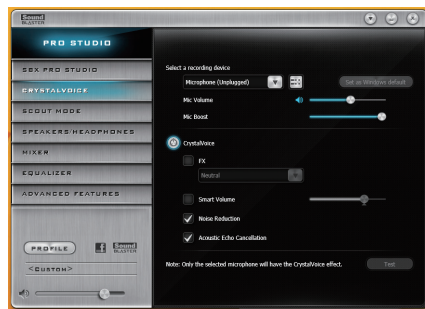 Sound
BLASTER
PRO STUDIO
SBX PRO STUDIO
CRYSTALVOICE
SCOUT MODE
SPEAKERS/HEADPHONES
MIXER
EQUALIZER
ADVANCED FEATURES
PROFILE
f
Sound
BLASTER
<CUSTOM>
Select a recording device
Microphone (Unplugged)
Set as Windows default
Mic Volume
Mic Boost
CrystalVoice
FX
Neutral
Smart Volume
Noise Reduction
Acoustic Echo Cancellation
Note: Only the selected microphone will have the CrystalVoice effect.
Test